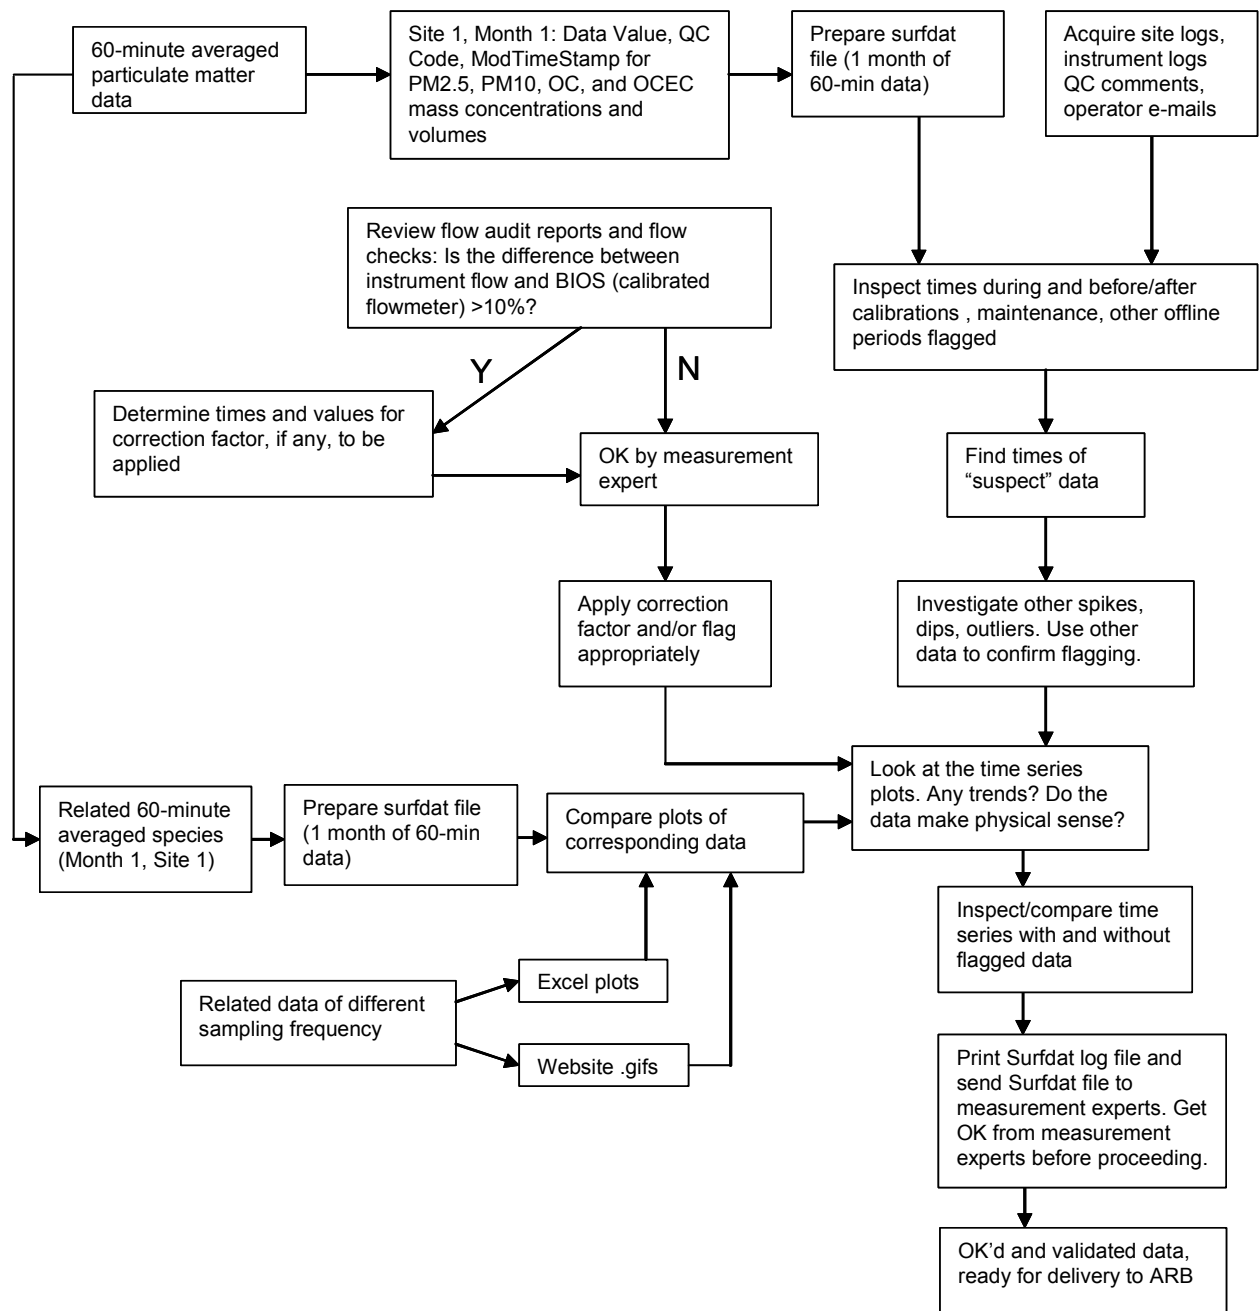 60-minute averaged
particulate matter
data
Site 1, Month 1: Data Value, QC
Code, ModTimeStamp for
PM2.5, PM10, OC, and OCEC
mass concentrations and
volumes
Prepare surfdat
file (1 month of
60-min data)
Acquire site logs,
instrument logs
QC comments,
operator e-mails
Review flow audit reports and flow
checks: Is the difference between
instrument flow and BIOS (calibrated
flowmeter) >10%?
Inspect times during and before/after
calibrations , maintenance, other offline
periods flagged
Y
N
Determine times and values for
correction factor, if any, to be
applied
OK by measurement
expert
Find times of
“suspect” data
Apply correction
factor and/or flag
appropriately
Investigate other spikes,
dips, outliers. Use other
data to confirm flagging.
Related 60-minute
averaged species
(Month 1, Site 1)
Prepare surfdat file
(1 month of 60-min
data)
Compare plots of
corresponding data
Look at the time series
plots. Any trends? Do the
data make physical sense?
Inspect/compare time
series with and without
flagged data
Related data of different
sampling frequency
Excel plots
Website .gifs
Print Surfdat log file and
send Surfdat file to
measurement experts. Get
OK from measurement
experts before proceeding.
OK’d and validated data,
ready for delivery to ARB